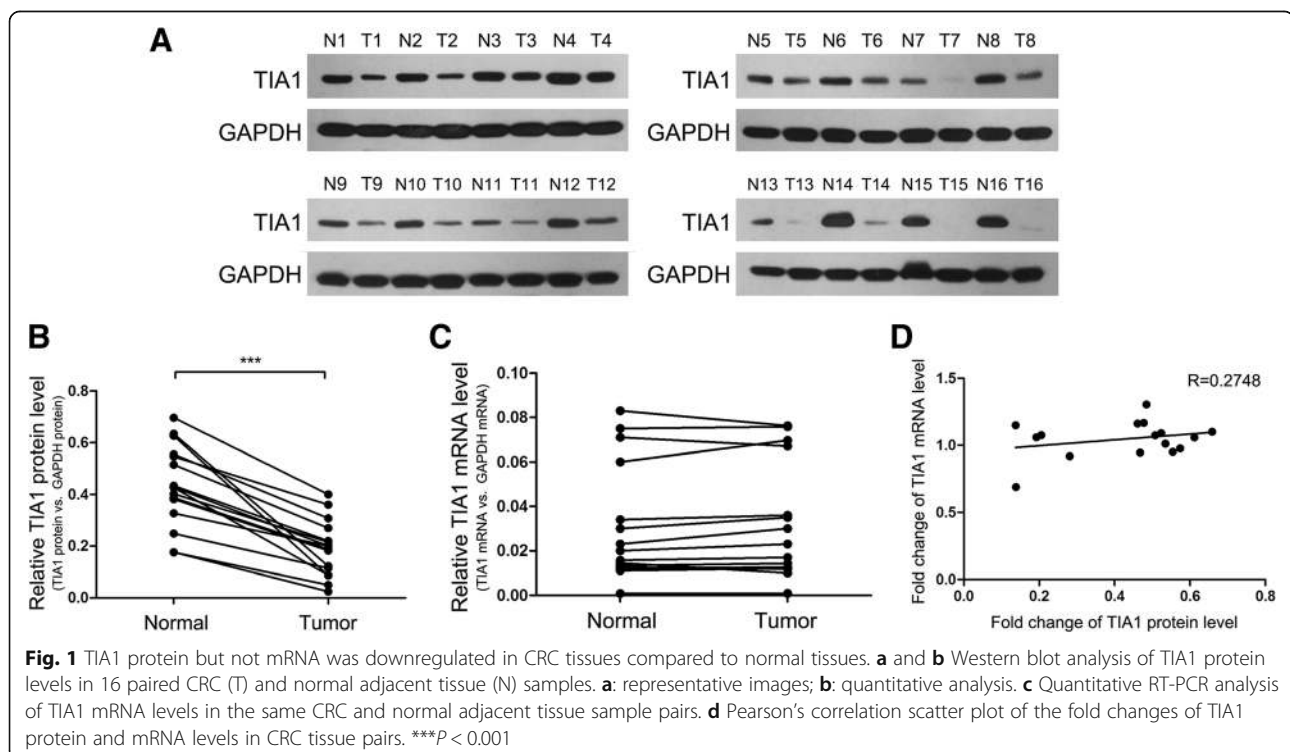 A
N1 T1 N2 T2 N3 T3 N4 T4
TIA1
GAPDH
N5 T5 N6 T6 N7 T7 N8 T8
TIA1
GAPDH
N9 T9 N10 T10 N11 T11 N12 T12
TIA1
GAPDH
N13 T13 N14 T14 N15 T15 N16 T16
TIA1
GAPDH
B
Relative TIA1 protein level
(TIA1 protein vs. GAPDH protein)
0.8
0.6
0.4
0.2
0.0
***
Normal Tumor
C
Relative TIA1 mRNA level
(TIA1 mRNA vs. GAPDH mRNA)
0.10
0.08
0.06
0.04
0.02
0.00
Normal Tumor
D
Fold change of TIA1 mRNA level
1.5
1.0
0.5
0.0
R=0.2748
0.0 0.2 0.4 0.6 0.8
Fold change of TIA1 protein level
Fig. 1 TIA1 protein but not mRNA was downregulated in CRC tissues compared to normal tissues. a and b Western blot analysis of TIA1 protein
levels in 16 paired CRC (T) and normal adjacent tissue (N) samples. a: representative images; b: quantitative analysis. c Quantitative RT-PCR analysis
of TIA1 mRNA levels in the same CRC and normal adjacent tissue sample pairs. d Pearson's correlation scatter plot of the fold changes of TIA1
protein and mRNA levels in CRC tissue pairs. ***P < 0.001